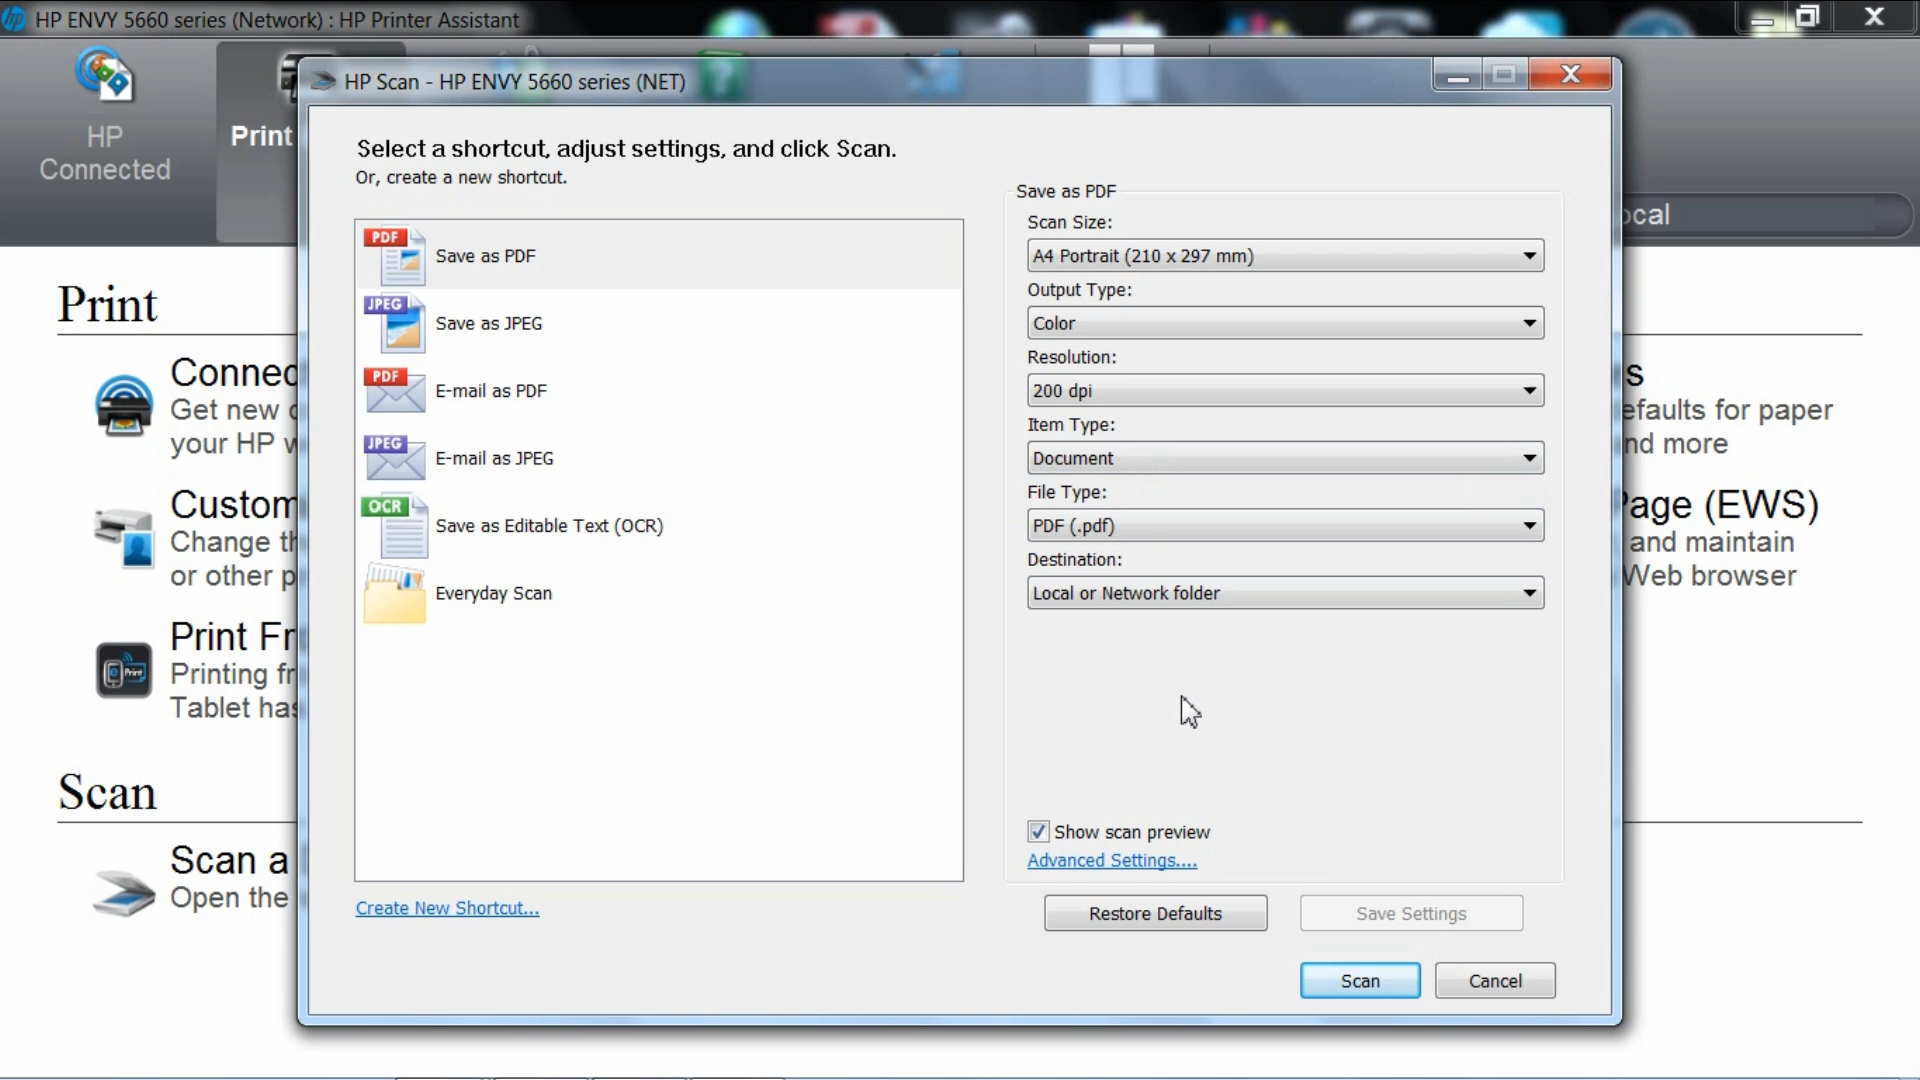 HP ENVY 5660 series (Network) : HP Printer Assistant
HP
Connected
Print
HP Scan - HP ENVY 5660 series (NET)
Select a shortcut, adjust settings, and click Scan.
Or, create a new shortcut.
PDF
Save as PDF
JPEG
Save as JPEG
PDF
E-mail as PDF
JPEG
E-mail as JPEG
OCR
Save as Editable Text (OCR)
Everyday Scan
Create New Shortcut...
Save as PDF
Scan Size:
A4 Portrait (210 x 297 mm)
Output Type:
Color
Resolution:
200 dpi
Item Type:
Document
File Type:
PDF (.pdf)
Destination:
Local or Network folder
Show scan preview
Advanced Settings....
Restore Defaults
Save Settings
Scan
Cancel
ocal
Print
Connec
Get new
your HP
Custom
Change th
or other p
Print Fr
Printing fr
Tablet has
s
efaults for paper
nd more
Page (EWS)
and maintain
Web browser
Scan
Scan a
Open the